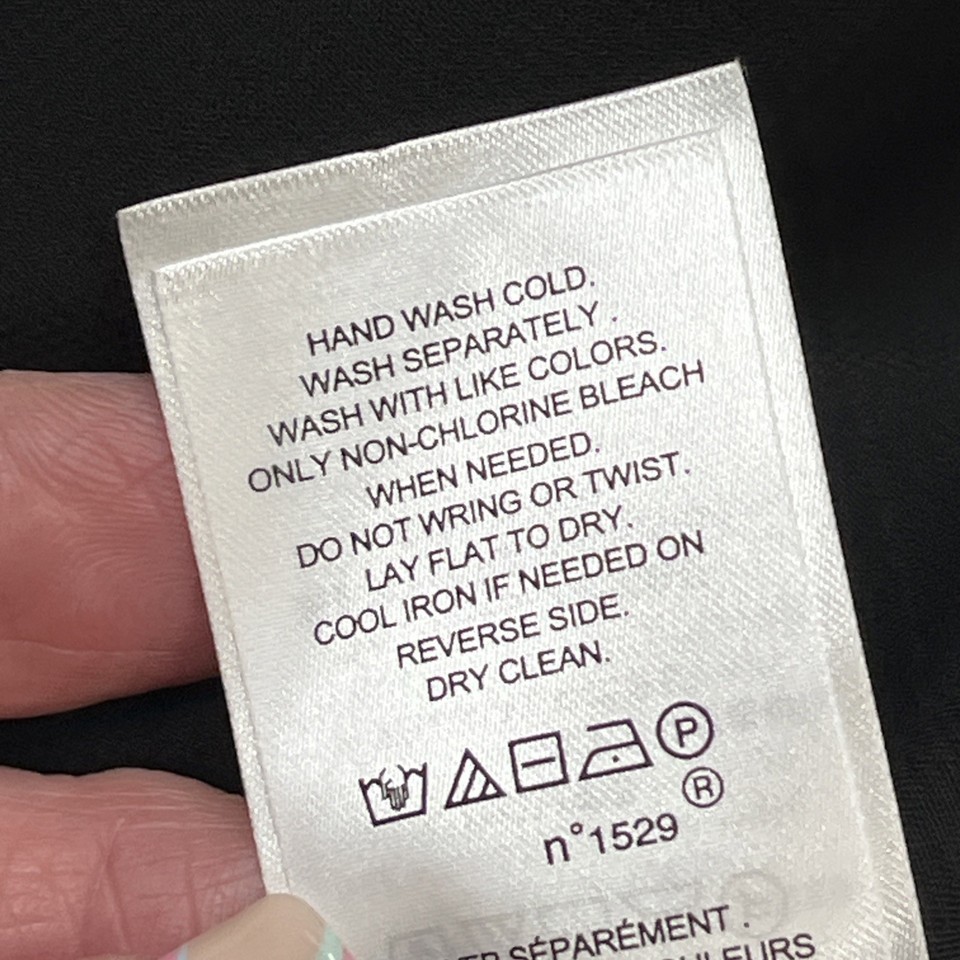 HAND WASH COLD.
WASH SEPARATELY .
WASH WITH LIKE COLORS.
ONLY NON-CHLORINE BLEACH
WHEN NEEDED.
DO NOT WRING OR TWIST.
LAY FLAT TO DRY.
COOL IRON IF NEEDED ON
REVERSE SIDE.
DRY CLEAN.
P
®
n°1529
SÉPARÉMENT .